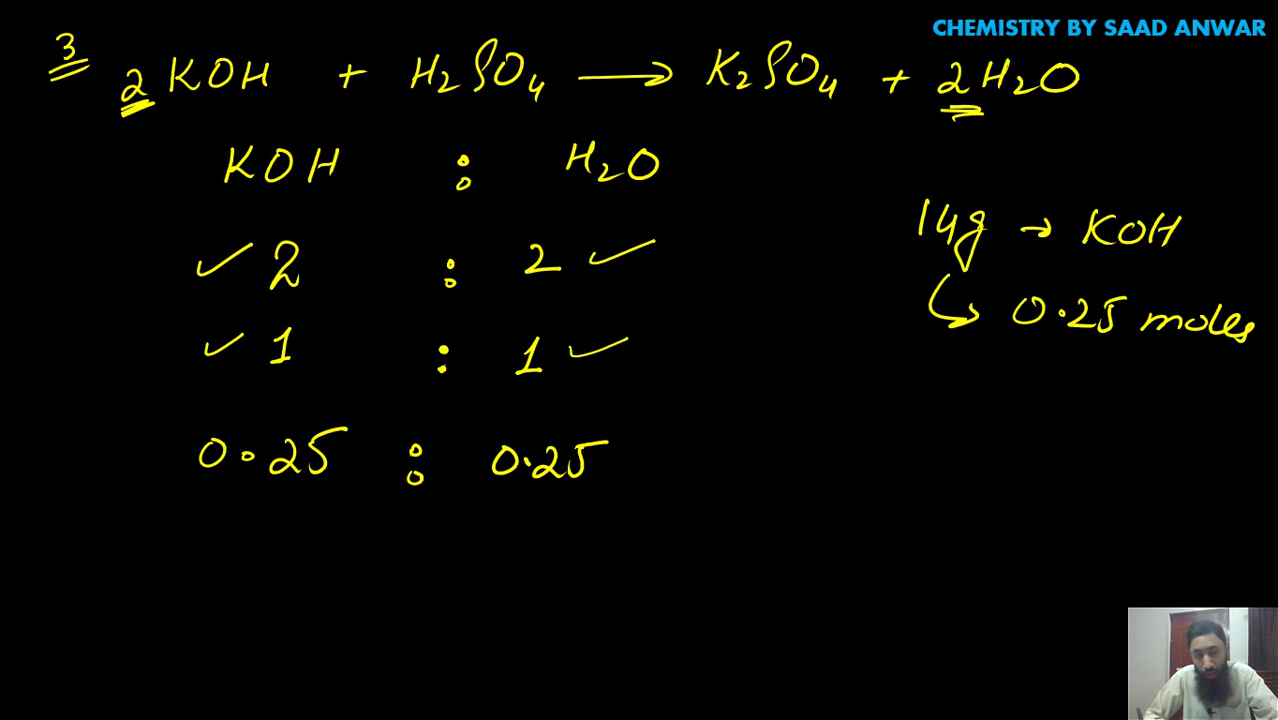 CHEMISTRY BY SAAD ANWAR
3
2KOH + H2SO4 → K2SO4 + 2H2O
KOH : H2O
14g → KOH
✓ 2 : 2 ✓
↳ 0.25 moles
✓ 1 : 1 ✓
0.25 : 0.25